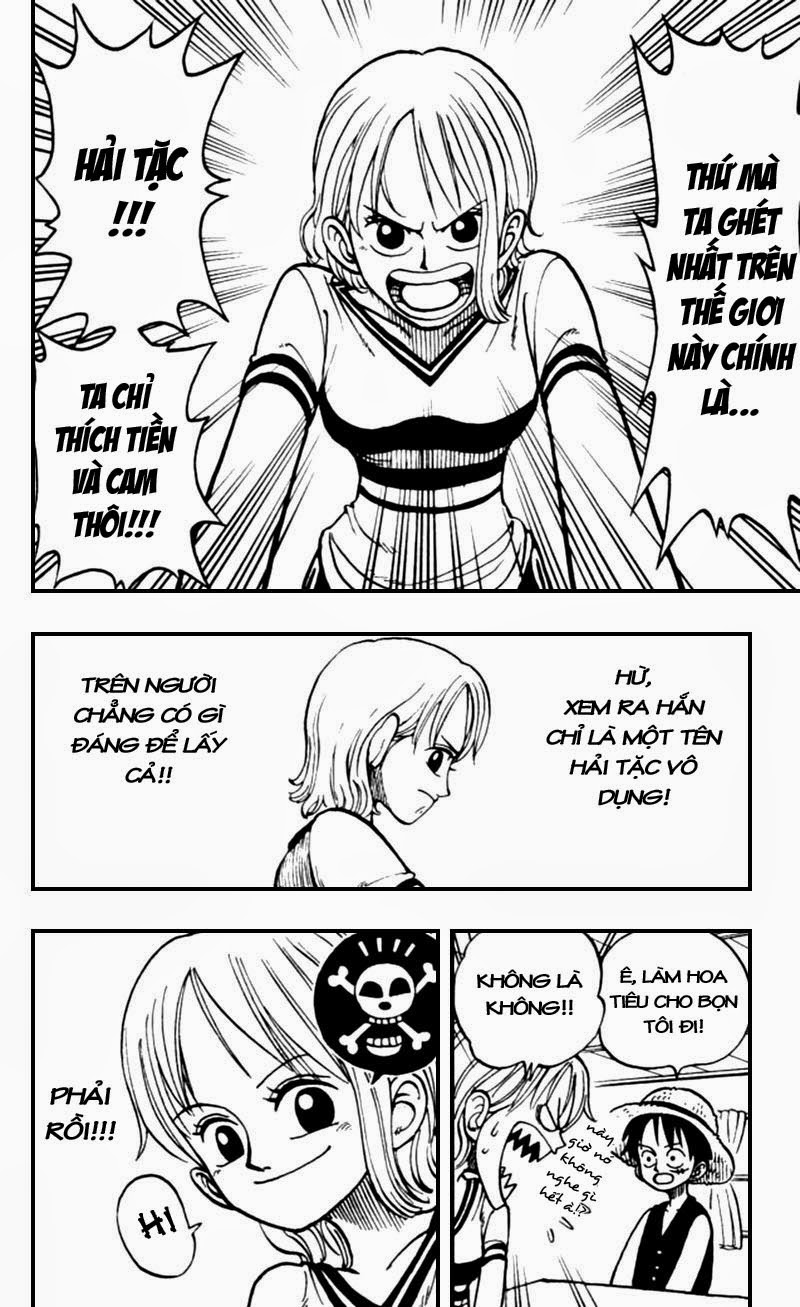 THỨ MÀ
TA GHÉT
NHẤT TRÊN
THẾ GIƠI
NÀY CHÍNH
LÀ...
HẢI TẶC
!!!
TA CHỈ
THÍCH TIỀN
VÀ CAM
THÔI!!!
HỪ,
XEM RA HẮN
CHỈ LÀ MỘT TÊN
HẢI TẶC VÔ
DỤNG!
TRÊN NGƯỜI
CHẲNG CÓ GÌ
ĐÁNG ĐỂ LẤY
CẢ!!
Ê, LÀM HOA
TIÊU CHO BỌN
TÔI ĐI!
KHÔNG LÀ
KHÔNG!!
này
giờ nó
không
nghe gì
hết à!?
PHẢI
RỒI!!!
HI